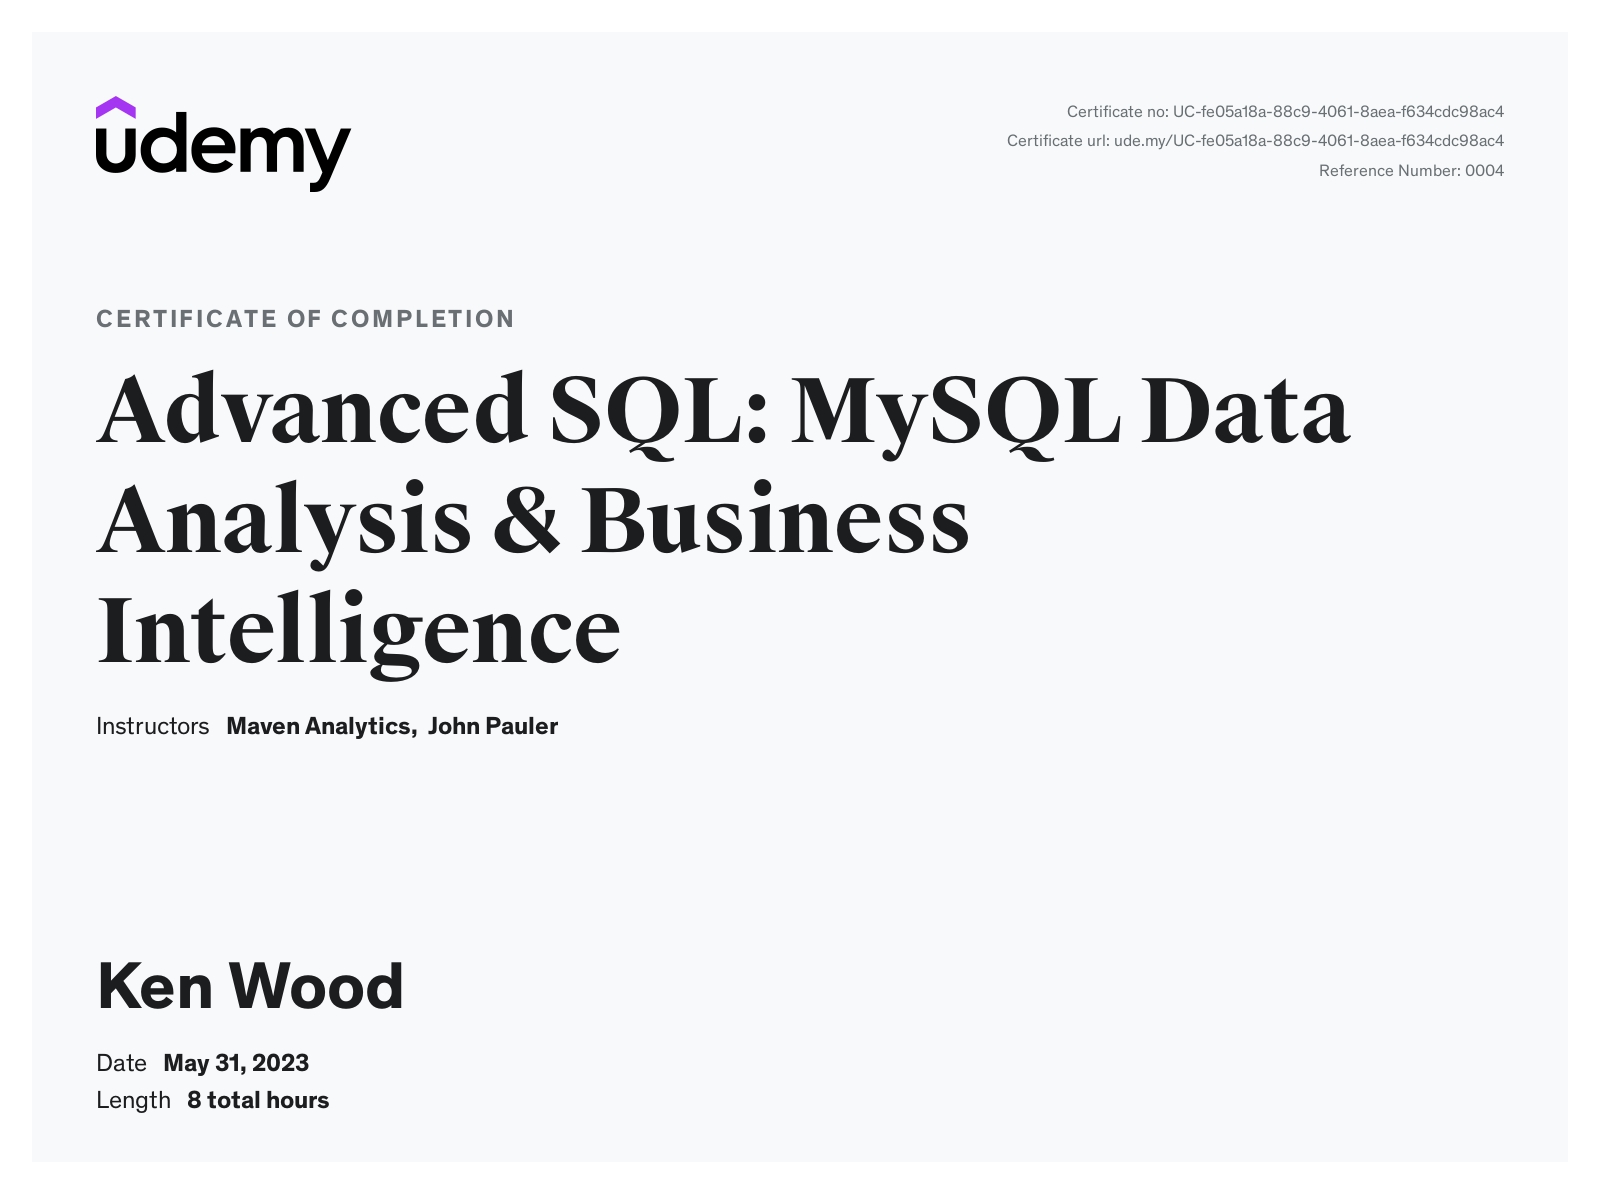 udemy
Certificate no: UC-fe05a18a-88c9-4061-8aea-f634cdc98ac4
Certificate url: ude.my/UC-fe05a18a-88c9-4061-8aea-f634cdc98ac4
Reference Number: 0004
CERTIFICATE OF COMPLETION
Advanced SQL: MySQL Data
Analysis & Business
Intelligence
Instructors Maven Analytics, John Pauler
Ken Wood
Date May 31, 2023
Length 8 total hours